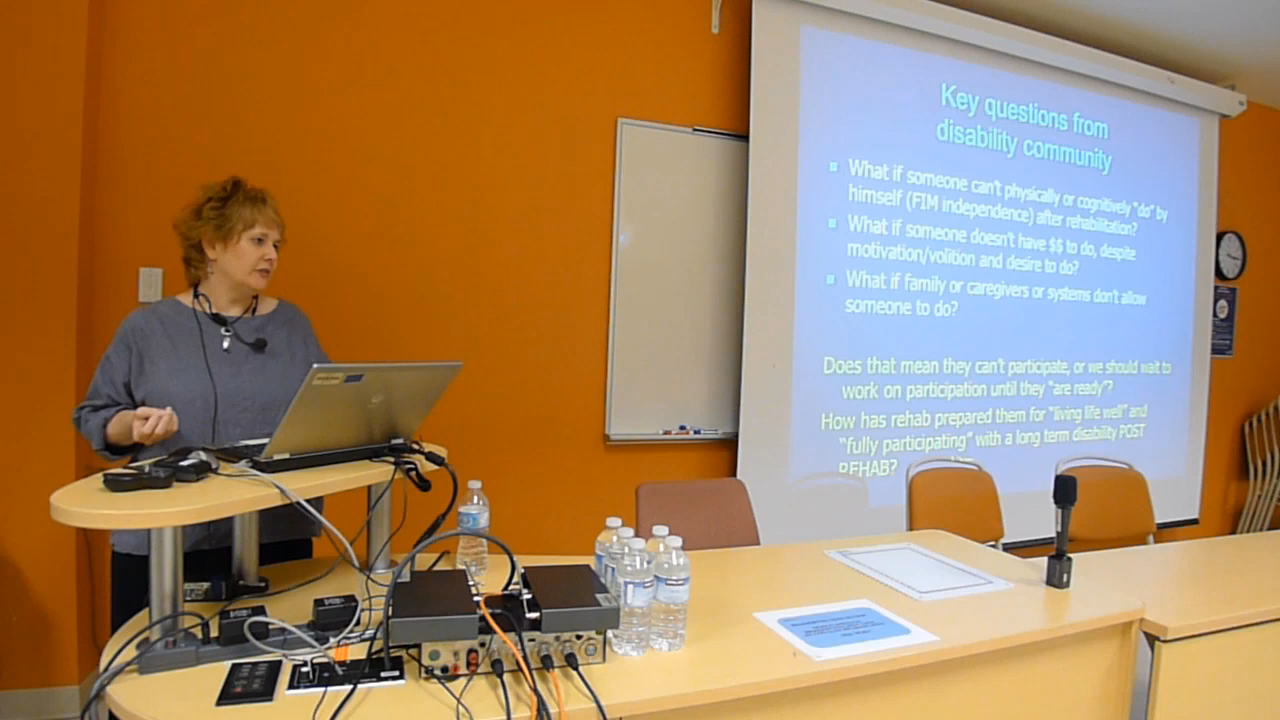 Key questions from
disability community
What if someone can't physically or cognitively "do" by
himself (FIM independence) after rehabilitation?
What if someone doesn't have $$ to do, despite
motivation/volition and desire to do?
What if family or caregivers or systems don't allow
someone to do?
Does that mean they can't participate, or we should wait to
work on participation until they "are ready"?
How has rehab prepared them for "living life well" and
"fully participating" with a long term disability POST
REHAB?